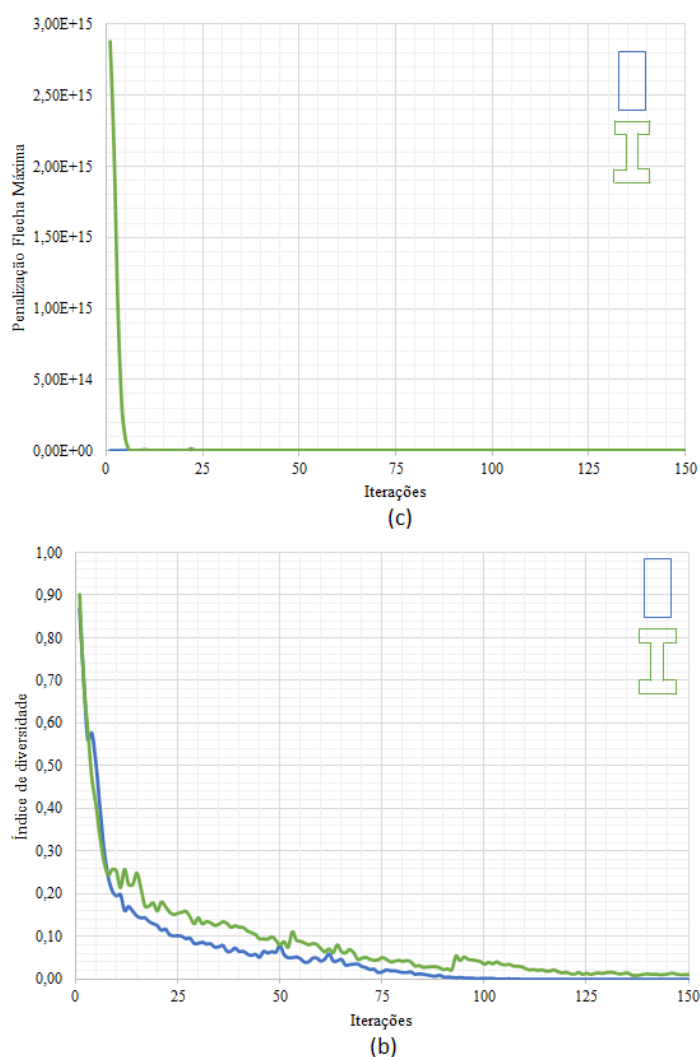 3,00E+15
2,50E+15
2,00E+15
1,50E+15
1,00E+15
5,00E+14
0,00E+00
Penalização Flecha Máxima
0 25 50 75 100 125 150
Iterações
(c)
1,00
0,90
0,80
0,70
0,60
0,50
0,40
0,30
0,20
0,10
0,00
Índice de diversidade
0 25 50 75 100 125 150
Iterações
(b)